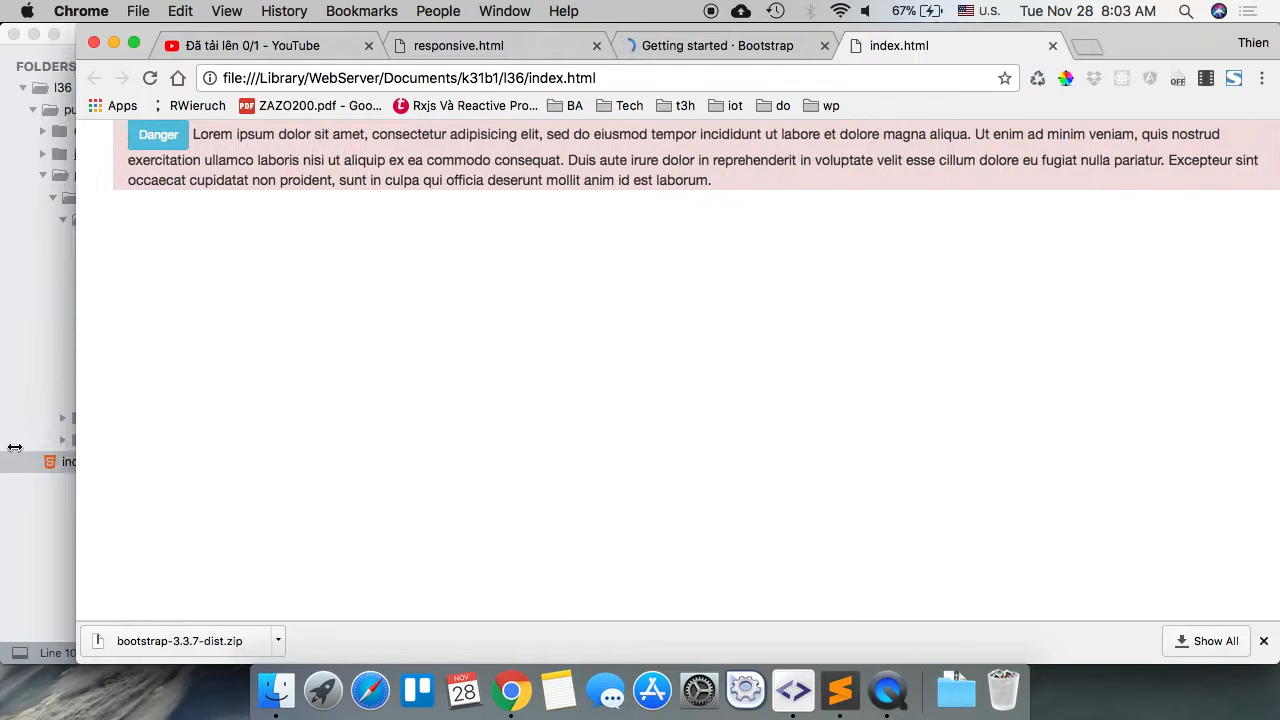 Chrome File Edit View History Bookmarks People Window Help 67% U.S. Tue Nov 28 8:03 AM
Đã tải lên 0/1 - YouTube responsive.html Getting started · Bootstrap index.html Thien
FOLDERS
file:///Library/WebServer/Documents/k31b1/l36/index.html
l36
Apps RWieruch ZAZO200.pdf - Goo... Rxjs Và Reactive Pro... BA Tech t3h iot do wp
Danger Lorem ipsum dolor sit amet, consectetur adipisicing elit, sed do eiusmod tempor incididunt ut labore et dolore magna aliqua. Ut enim ad minim veniam, quis nostrud
exercitation ullamco laboris nisi ut aliquip ex ea commodo consequat. Duis aute irure dolor in reprehenderit in voluptate velit esse cillum dolore eu fugiat nulla pariatur. Excepteur sint
occaecat cupidatat non proident, sunt in culpa qui officia deserunt mollit anim id est laborum.
bootstrap-3.3.7-dist.zip Show All
Line 10
NOV
28